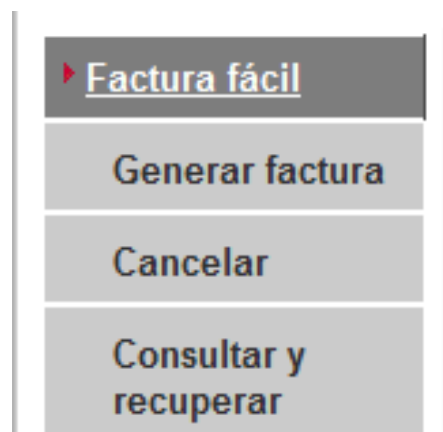 Factura fácil
Generar factura
Cancelar
Consultar y
recuperar